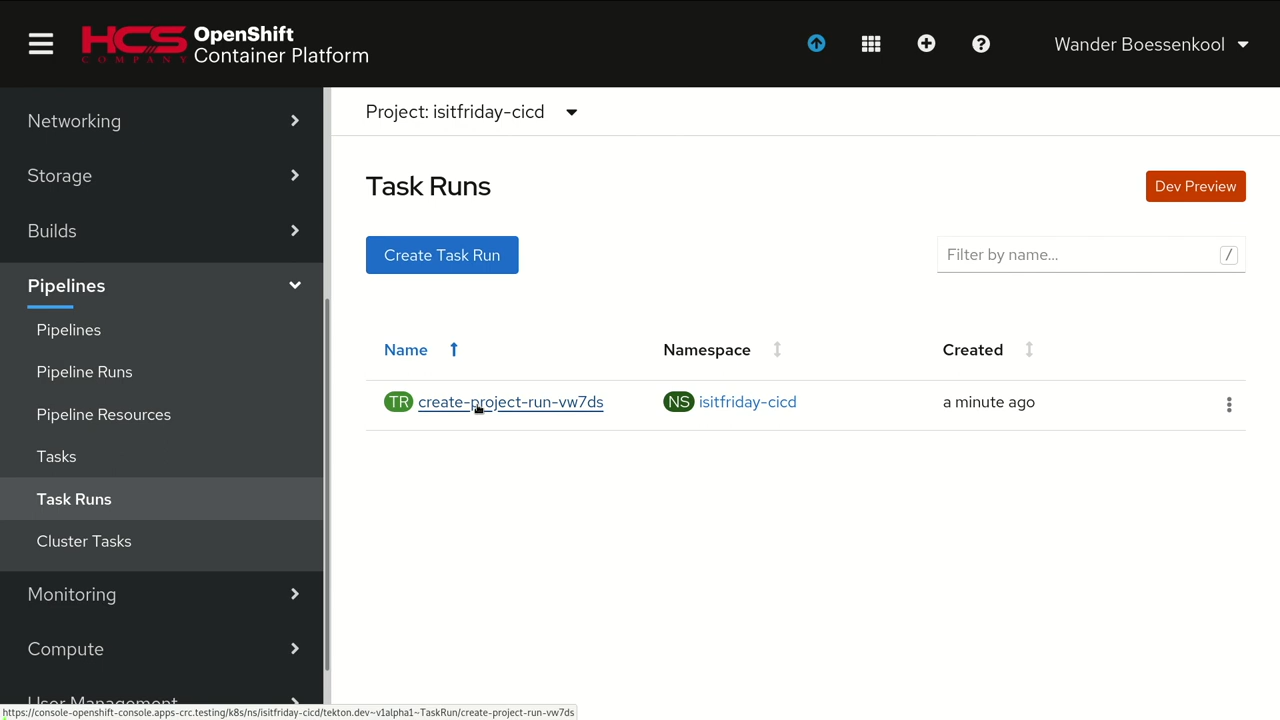 HCS
COMPANY
OpenShift
Container Platform
Wander Boessenkool
Networking
Storage
Builds
Pipelines
Pipelines
Pipeline Runs
Pipeline Resources
Tasks
Task Runs
Cluster Tasks
Monitoring
Compute
User Management
Project: isitfriday-cicd
Task Runs
Dev Preview
Create Task Run
Filter by name...
/
Name
Namespace
Created
TR create-project-run-vw7ds
NS isitfriday-cicd
a minute ago
https://console-openshift-console.apps-crc.testing/k8s/ns/isitfriday-cicd/tekton.dev~v1alpha1~TaskRun/create-project-run-vw7ds